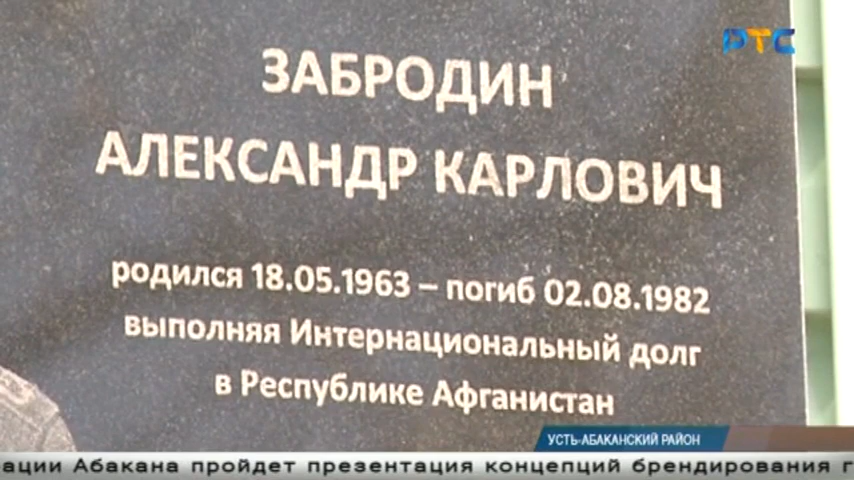 РТС
ЗАБРОДИН
АЛЕКСАНДР КАРЛОВИЧ
родился 18.05.1963 – погиб 02.08.1982
выполняя Интернациональный долг
в Республике Афганистан
УСТЬ-АБАКАНСКИЙ РАЙОН
Абакана пройдет презентация концепций брендирования